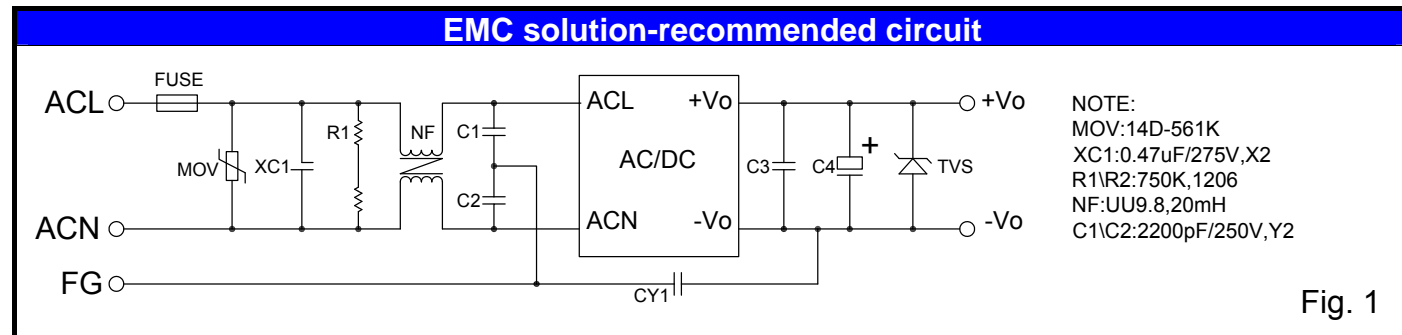 EMC solution-recommended circuit
FUSE
ACL
ACL
+Vo
+Vo
NOTE:
MOV:14D-561K
R1
NF
C1
MOV
XC1
AC/DC
C3
C4
+
TVS
XC1:0.47uF/275V,X2
R1\R2:750K,1206
C2
NF:UU9.8,20mH
ACN
ACN
-Vo
-Vo
C1\C2:2200pF/250V,Y2
FG
CY1
Fig. 1